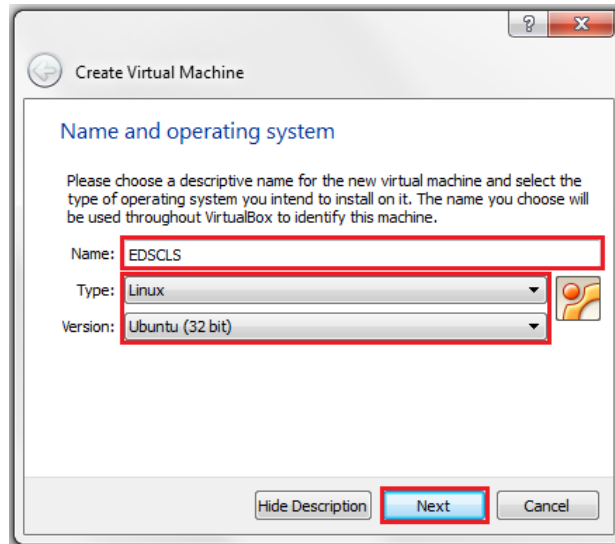 ?
x
Create Virtual Machine
Name and operating system
Please choose a descriptive name for the new virtual machine and select the
type of operating system you intend to install on it. The name you choose will
be used throughout VirtualBox to identify this machine.
Name: EDSCLS
Type: Linux
Version: Ubuntu (32 bit)
Hide Description Next Cancel